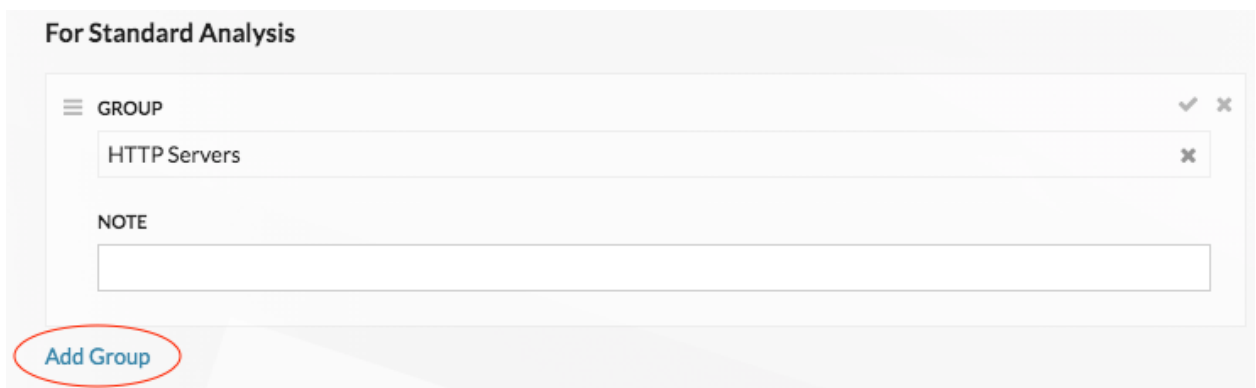 For Standard Analysis
GROUP
HTTP Servers
NOTE
Add Group